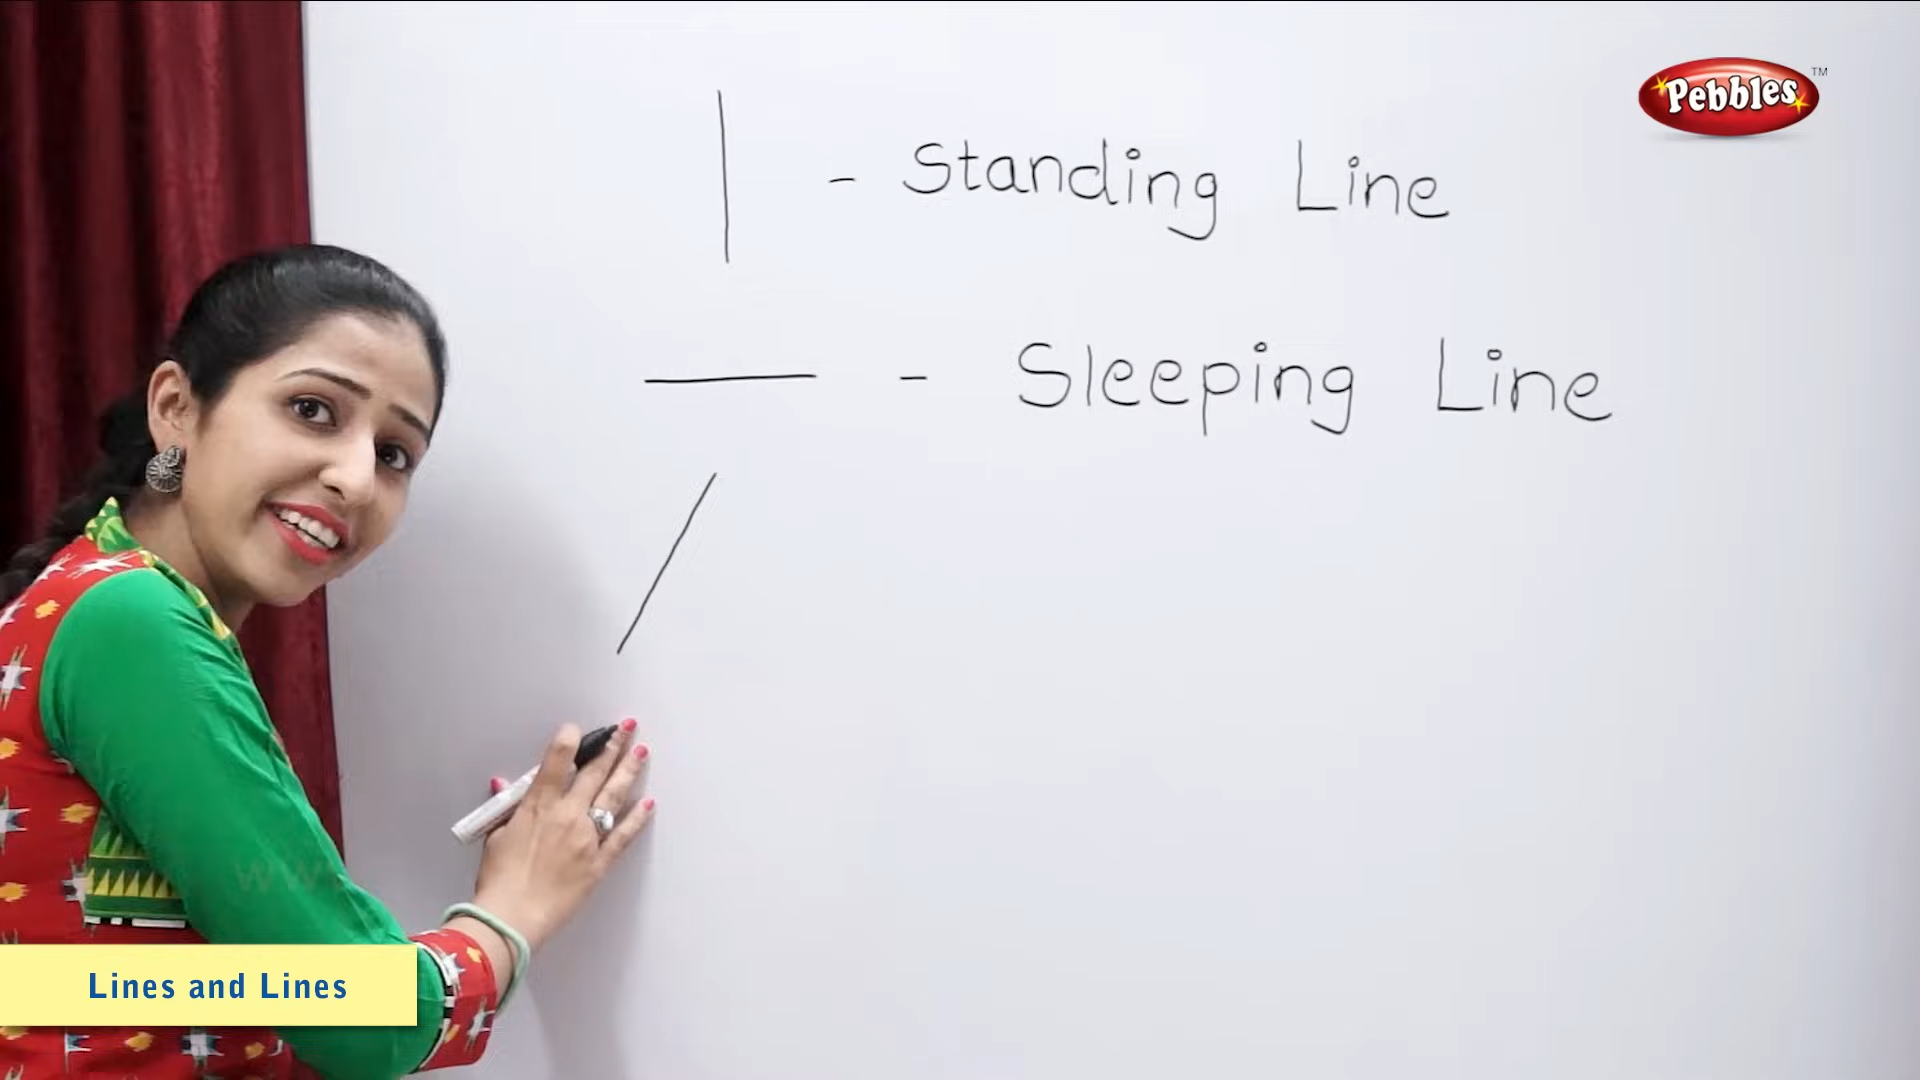 Pebbles TM
- Standing Line
- Sleeping Line
Lines and Lines